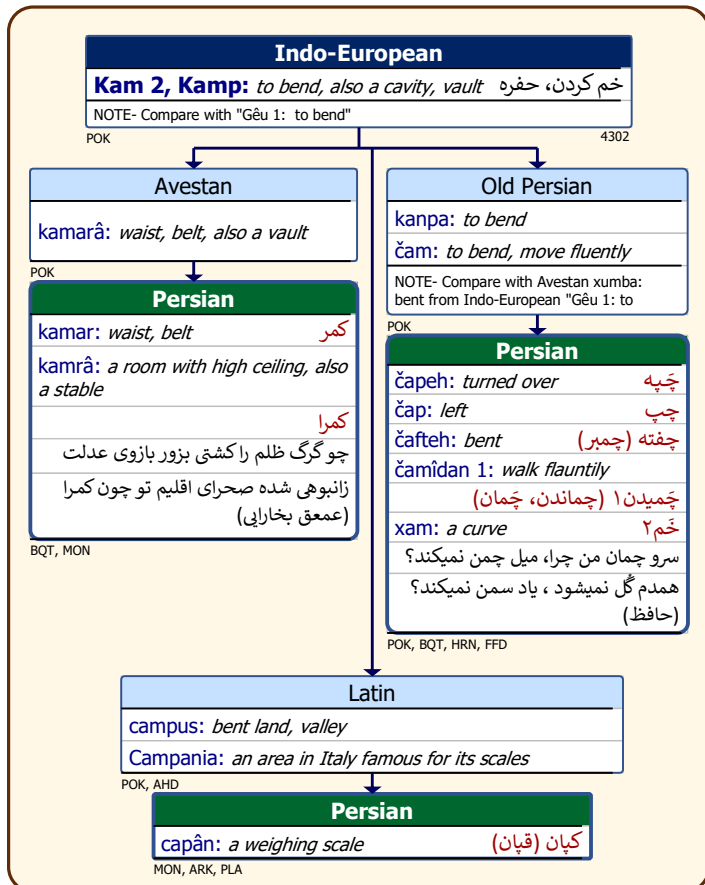 Indo-European
Kam 2, Kamp: to bend, also a cavity, vault خم کردن، حفره
NOTE- Compare with "Gêu 1: to bend"
POK 4302
Avestan
kamarâ: waist, belt, also a vault
POK
Persian
kamar: waist, belt کمر
kamrâ: a room with high ceiling, also
a stable
کمرا
چو گرگ ظلم را کشتی بزور بازوی عدلت
زانبوهی شده صحرای اقلیم تو چون کمرا
(عمعق بخارایی)
BQT, MON
Old Persian
kanpa: to bend
čam: to bend, move fluently
NOTE- Compare with Avestan xumba:
bent from Indo-European "Gêu 1: to
POK
Persian
čapeh: turned over چَپه
čap: left چپ
čafteh: bent چفته (چمبر)
čamîdan 1: walk flauntily
چَمیدن۱ (چماندن، چَمان)
xam: a curve خَم۲
سرو چمان من چرا، میل چمن نمیکند؟
همدم گُل نمیشود ، یاد سمن نمیکند؟
(حافظ)
POK, BQT, HRN, FFD
Latin
campus: bent land, valley
Campania: an area in Italy famous for its scales
POK, AHD
Persian
capân: a weighing scale کپان (قپان)
MON, ARK, PLA